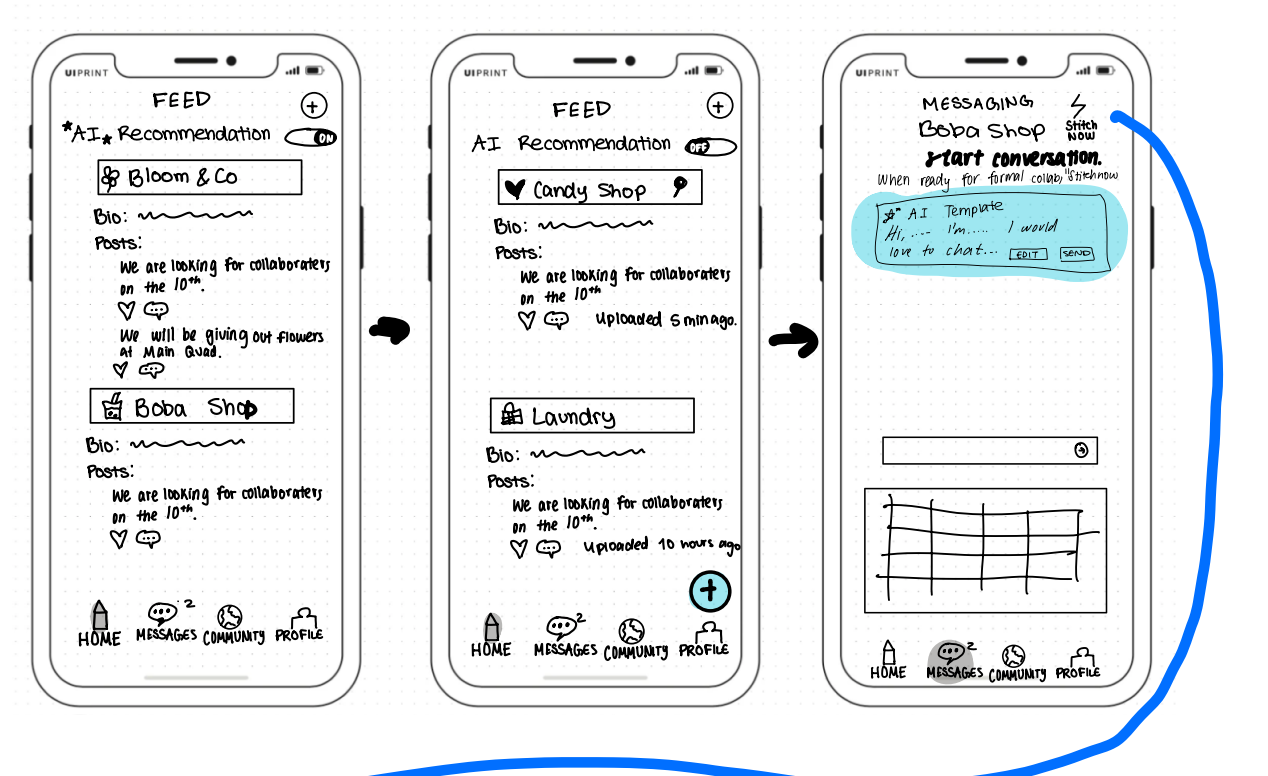 UIPRINT
FEED
+
*AI* Recommendation
ON
Bloom & Co
Bio:
Posts:
We are looking for collaboraters
on the 10th.
We will be giving out flowers
at Main Quad.
Boba Shop
Bio:
Posts:
We are looking for collaboraters
on the 10th.
2
HOME MESSAGES COMMUNITY PROFILE
UIPRINT
FEED
+
AI Recommendation
OFF
Candy Shop
Bio:
Posts:
We are looking for collaboraters
on the 10th
Uploaded 5 min ago.
Laundry
Bio:
Posts:
We are looking for collaboraters
on the 10th.
Uploaded 10 hours ago
+
2
HOME MESSAGES COMMUNITY PROFILE
UIPRINT
MESSAGING
Boba Shop
Stitch
NOW
Start conversation.
When ready for formal collab, "Stitch now
AI Template
Hi, .... I'm..... I would
love to chat... EDIT SEND
2
HOME MESSAGES COMMUNITY PROFILE